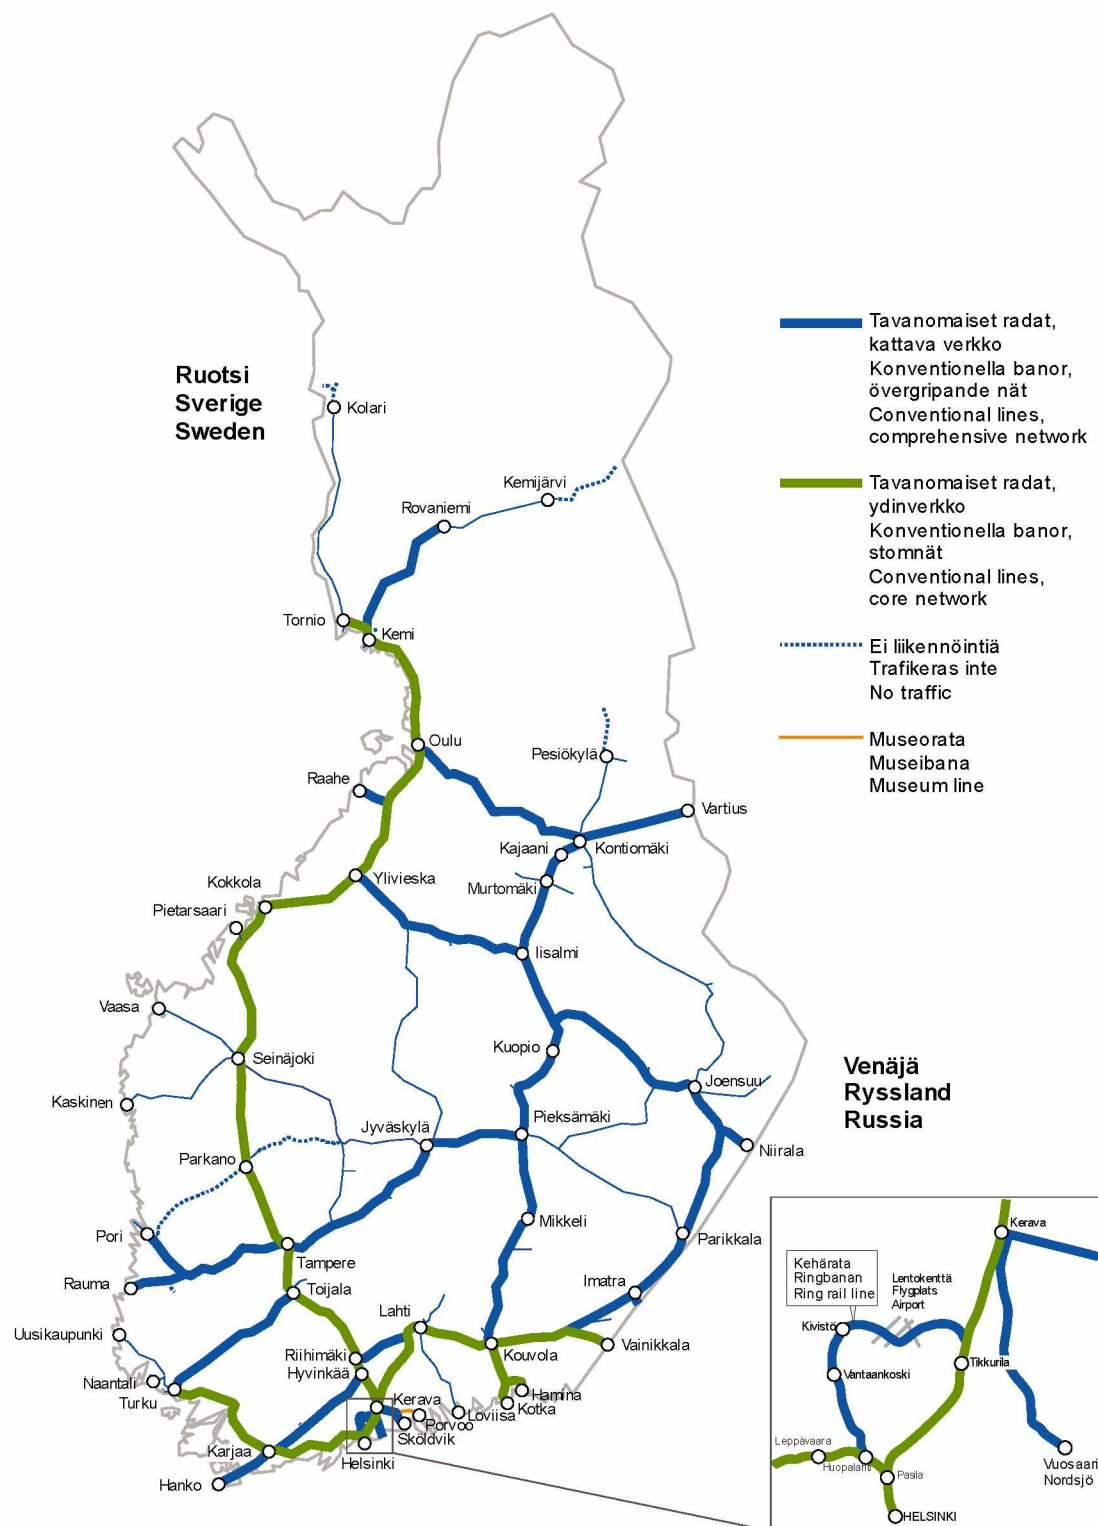 Ruotsi
Sverige
Sweden
Kolari
Kemijärvi
Rovaniemi
Tornio
Kemi
Oulu
Pesiökylä
Raahe
Vartius
Kajaani
Kontiomäki
Ylivieska
Murtomäki
Kokkola
Pietarsaari
Iisalmi
Vaasa
Kuopio
Seinäjoki
Joensuu
Kaskinen
Pieksämäki
Jyväskylä
Niirala
Parkano
Mikkeli
Pori
Parikkala
Tampere
Rauma
Imatra
Toijala
Lahti
Uusikaupunki
Vainikkala
Riihimäki
Kouvola
Hyvinkää
Naantali
Turku
Hamina
Kerava
Kotka
Loviisa
Porvoo
Sköldvik
Karjaa
Helsinki
Hanko
Tavanomaiset radat,
kattava verkko
Konventionella banor,
övergripande nät
Conventional lines,
comprehensive network
Tavanomaiset radat,
ydinverkko
Konventionella banor,
stomnät
Conventional lines,
core network
Ei liikennöintiä
Trafikeras inte
No traffic
Museorata
Museibana
Museum line
Venäjä
Ryssland
Russia
Kerava
Kehärata
Ringbanan
Ring rail line
Lentokenttä
Flygplats
Airport
Kivistö
Tikkurila
Vantaankoski
Leppävaara
Huopalahti
Pasila
Vuosaari
Nordsjö
HELSINKI